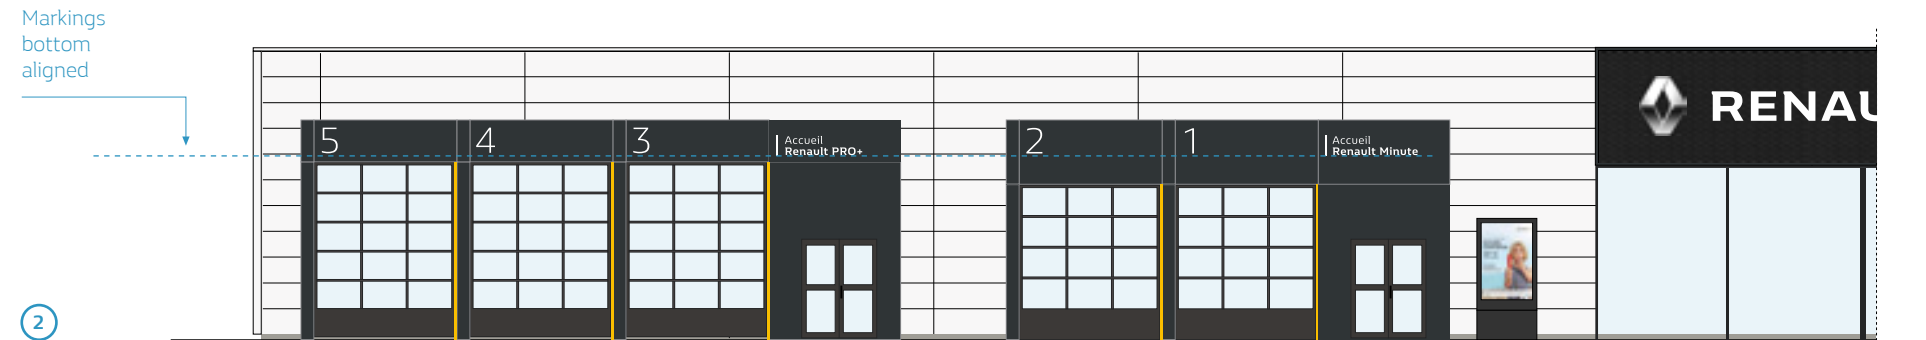 Markings
bottom
aligned
5
4
3
Accueil
Renault PRO+
2
1
Accueil
Renault Minute
RENAU
2